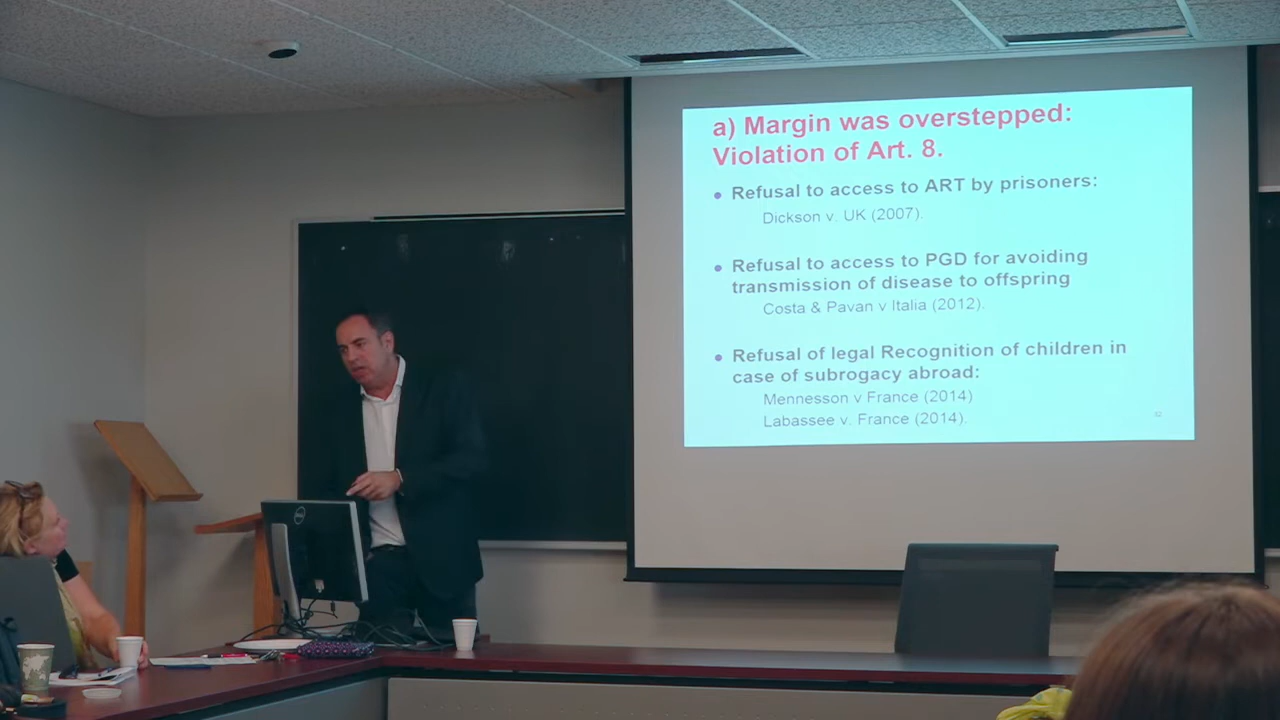 a) Margin was overstepped:
Violation of Art. 8.
• Refusal to access to ART by prisoners:
Dickson v. UK (2007).
• Refusal to access to PGD for avoiding
transmission of disease to offspring
Costa & Pavan v Italia (2012).
• Refusal of legal Recognition of children in
case of subrogacy abroad:
Mennesson v France (2014)
Labassee v. France (2014).
52
DELL